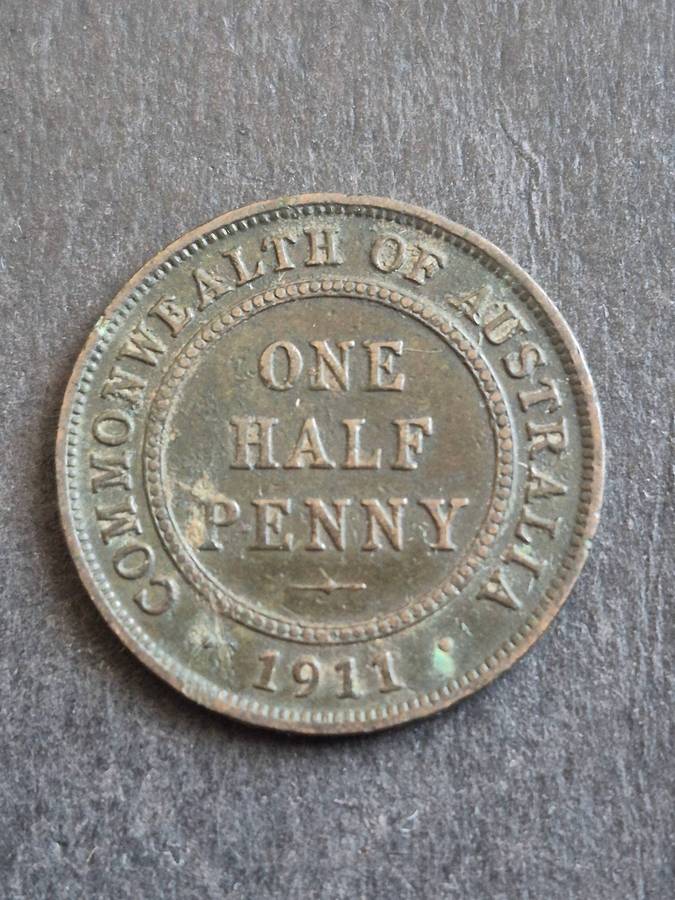 COMMONWEALTH OF AUSTRALIA
ONE
HALF
PENNY
1911